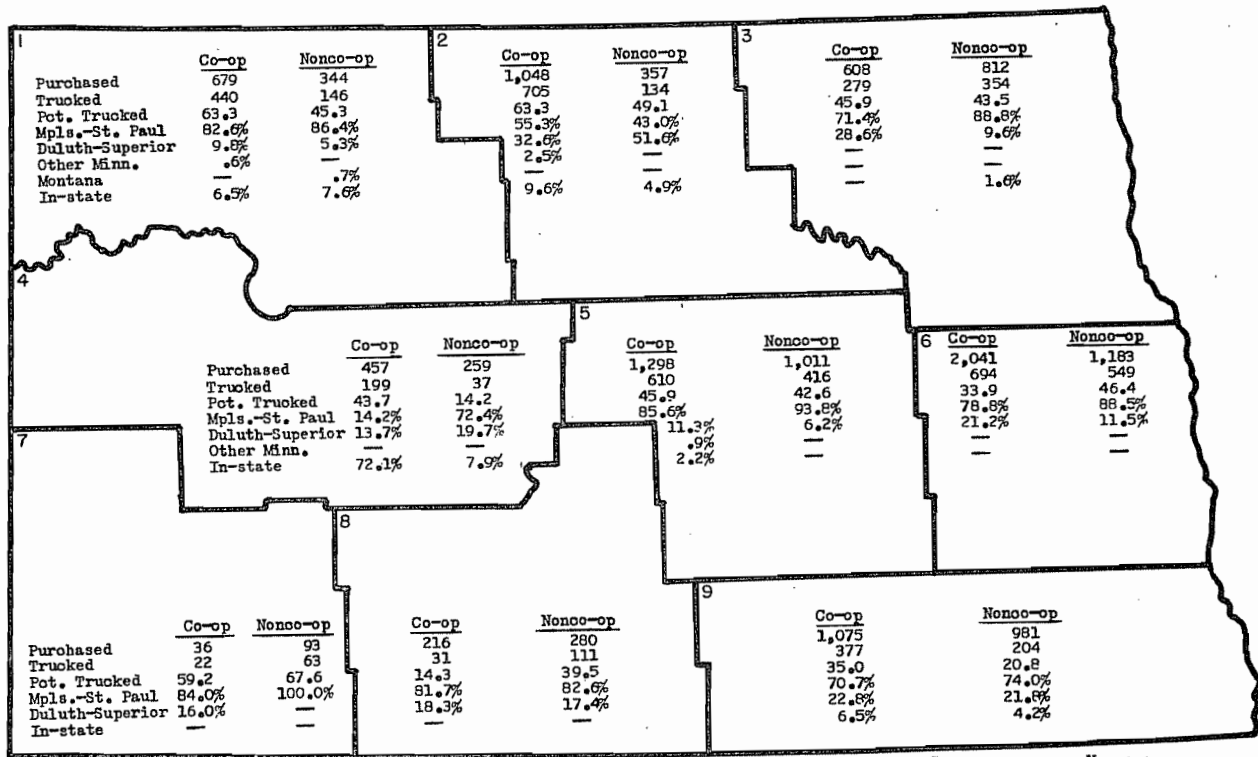 1
Co-op Nonco-op
Purchased 679 344
Trucked 440 146
Pct. Trucked 63.3 45.3
Mpls.-St. Paul 82.6% 86.4%
Duluth-Superior 9.8% 5.3%
Other Minn. .6% —
Montana — .7%
In-state 6.5% 7.6%
2
Co-op Nonco-op
1,048 357
705 134
63.3 49.1
55.3% 43.0%
32.6% 51.6%
2.5% —
— —
9.6% 4.9%
3
Co-op Nonco-op
608 812
279 354
45.9 43.5
71.4% 88.8%
28.6% 9.6%
— —
— —
— 1.6%
4
Co-op Nonco-op
Purchased 457 259
Trucked 199 37
Pct. Trucked 43.7 14.2
Mpls.-St. Paul 14.2% 72.4%
Duluth-Superior 13.7% 19.7%
Other Minn. — —
In-state 72.1% 7.9%
5
Co-op Nonco-op
1,298 1,011
610 416
45.9 42.6
85.6% 93.8%
11.3% 6.2%
.9% —
2.2% —
6
Co-op Nonco-op
2,041 1,183
694 549
33.9 46.4
78.8% 88.5%
21.2% 11.5%
— —
— —
7
Co-op Nonco-op
Purchased 36 93
Trucked 22 63
Pct. Trucked 59.2 67.6
Mpls.-St. Paul 84.0% 100.0%
Duluth-Superior 16.0% —
In-state — —
8
Co-op Nonco-op
216 280
31 111
14.3 39.5
81.7% 82.6%
18.3% 17.4%
— —
9
Co-op Nonco-op
1,075 981
377 204
35.0 20.8
70.7% 74.0%
22.8% 21.8%
6.5% 4.2%